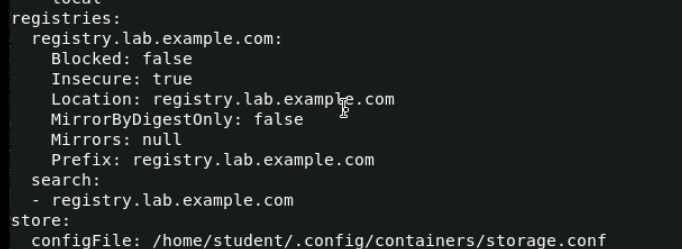 - local
registries:
  registry.lab.example.com:
    Blocked: false
    Insecure: true
    Location: registry.lab.example.com
    MirrorByDigestOnly: false
    Mirrors: null
    Prefix: registry.lab.example.com
  search:
  - registry.lab.example.com
store:
  configFile: /home/student/.config/containers/storage.conf